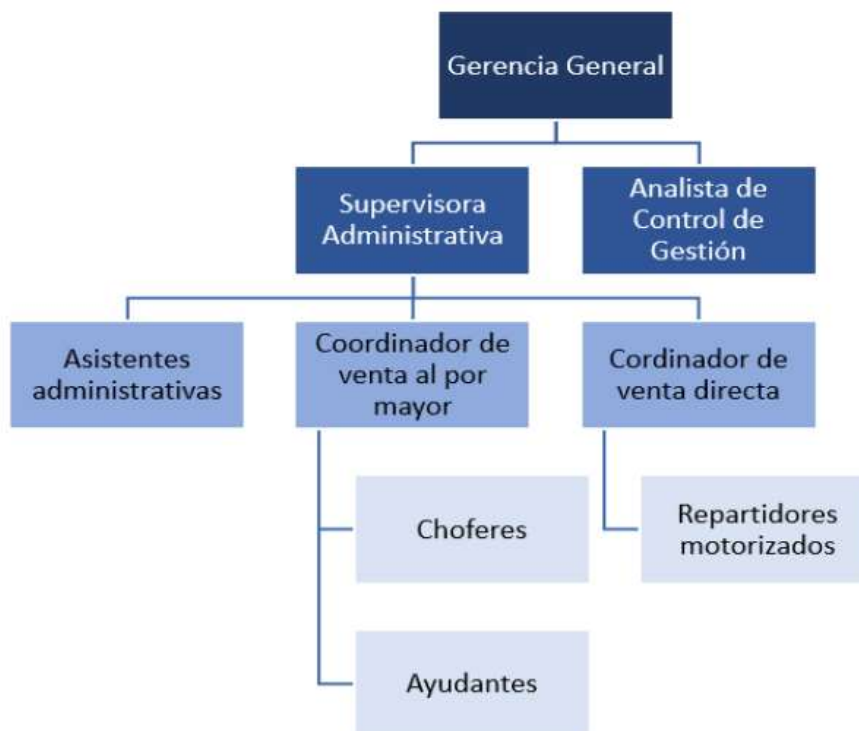 Gerencia General
Supervisora
Administrativa
Analista de
Control de
Gestión
Asistentes
administrativas
Coordinador de
venta al por
mayor
Cordinador de
venta directa
Choferes
Repartidores
motorizados
Ayudantes